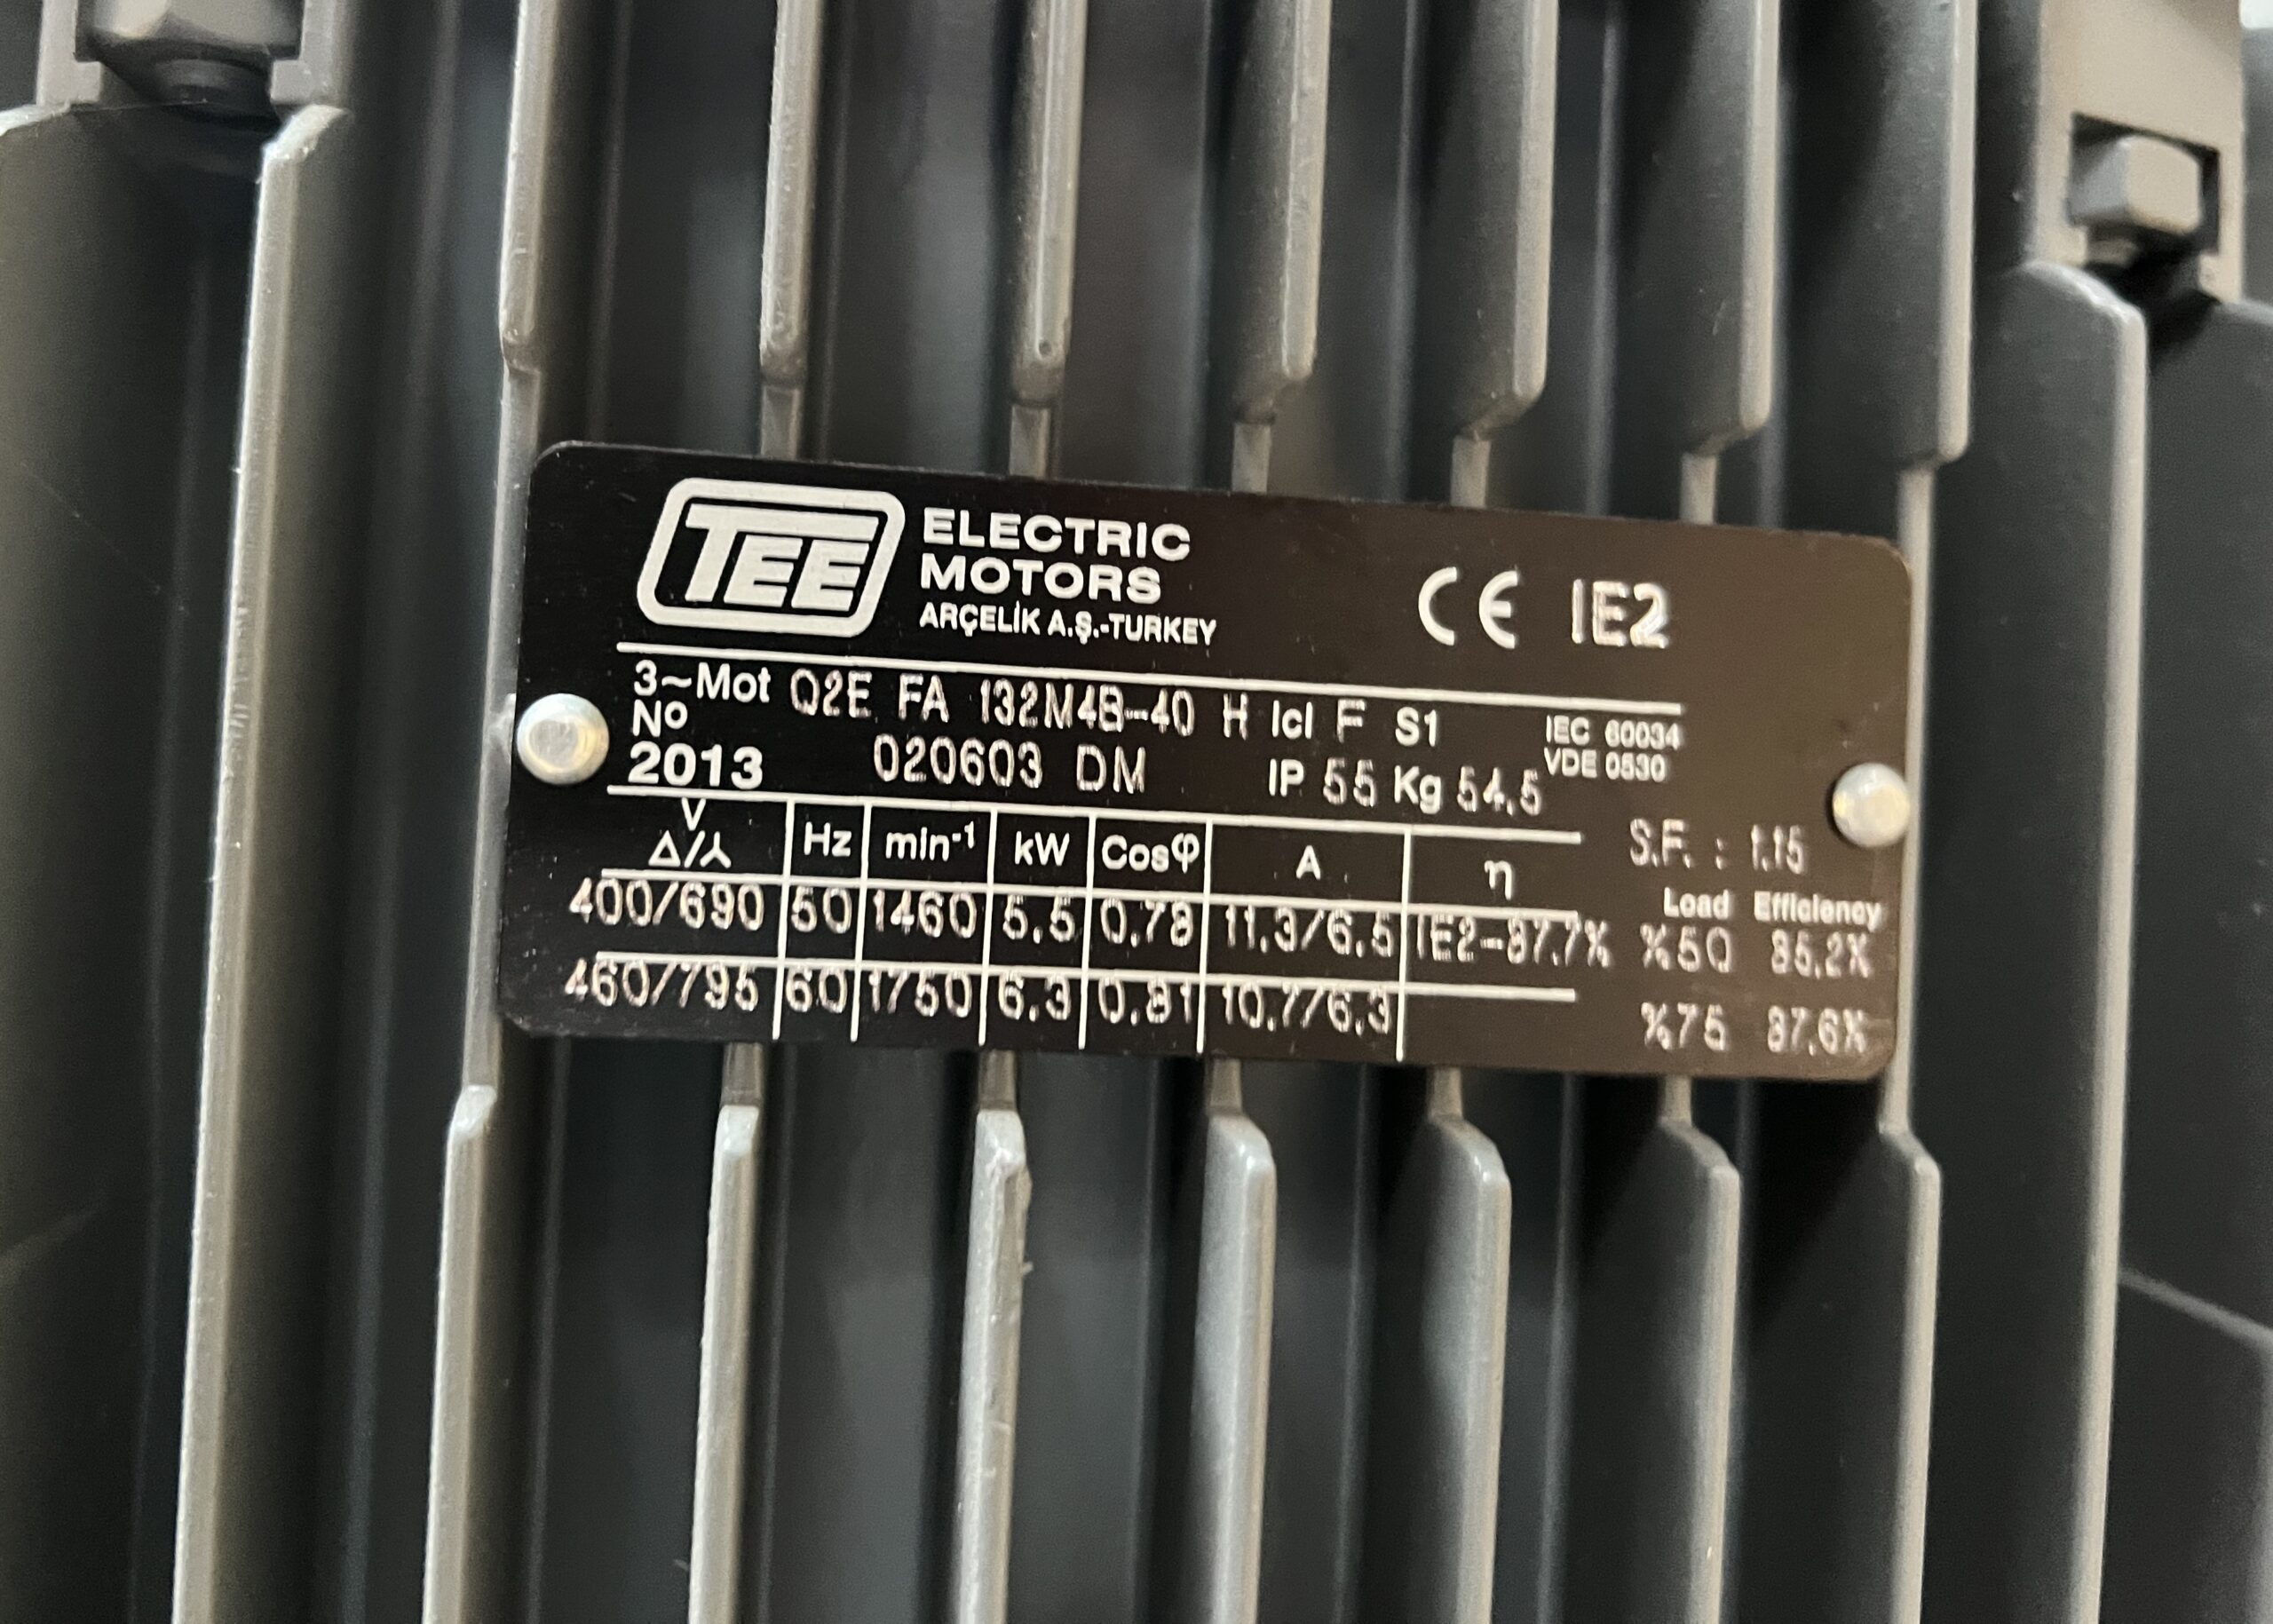 TEE ELECTRIC
MOTORS
ARÇELİK A.Ş.-TURKEY
CE IE2
3~Mot Q2E FA 132M4B-40 H Icl F S1
No
2013 020603 DM IP 55 Kg 54,5
IEC 60034
VDE 0530
V
Δ/⅄ Hz min⁻¹ kW Cosφ A η
400/690 50 1460 5.5 0.78 11.3/6.5 IE2-87.7%
460/795 60 1750 6.3 0.81 10.7/6.3
S.F. : 1.15
Load Efficiency
%50 85.2%
%75 87.6%